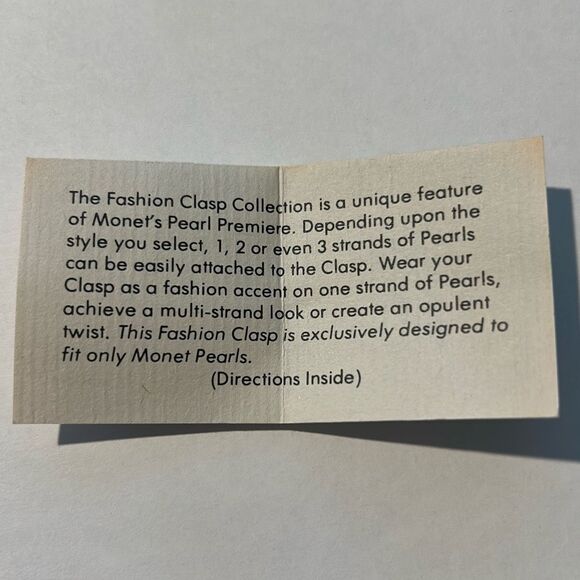 The Fashion Clasp Collection is a unique feature
of Monet's Pearl Premiere. Depending upon the
style you select, 1, 2 or even 3 strands of Pearls
can be easily attached to the Clasp. Wear your
Clasp as a fashion accent on one strand of Pearls,
achieve a multi-strand look or create an opulent
twist. This Fashion Clasp is exclusively designed to
fit only Monet Pearls.
(Directions Inside)